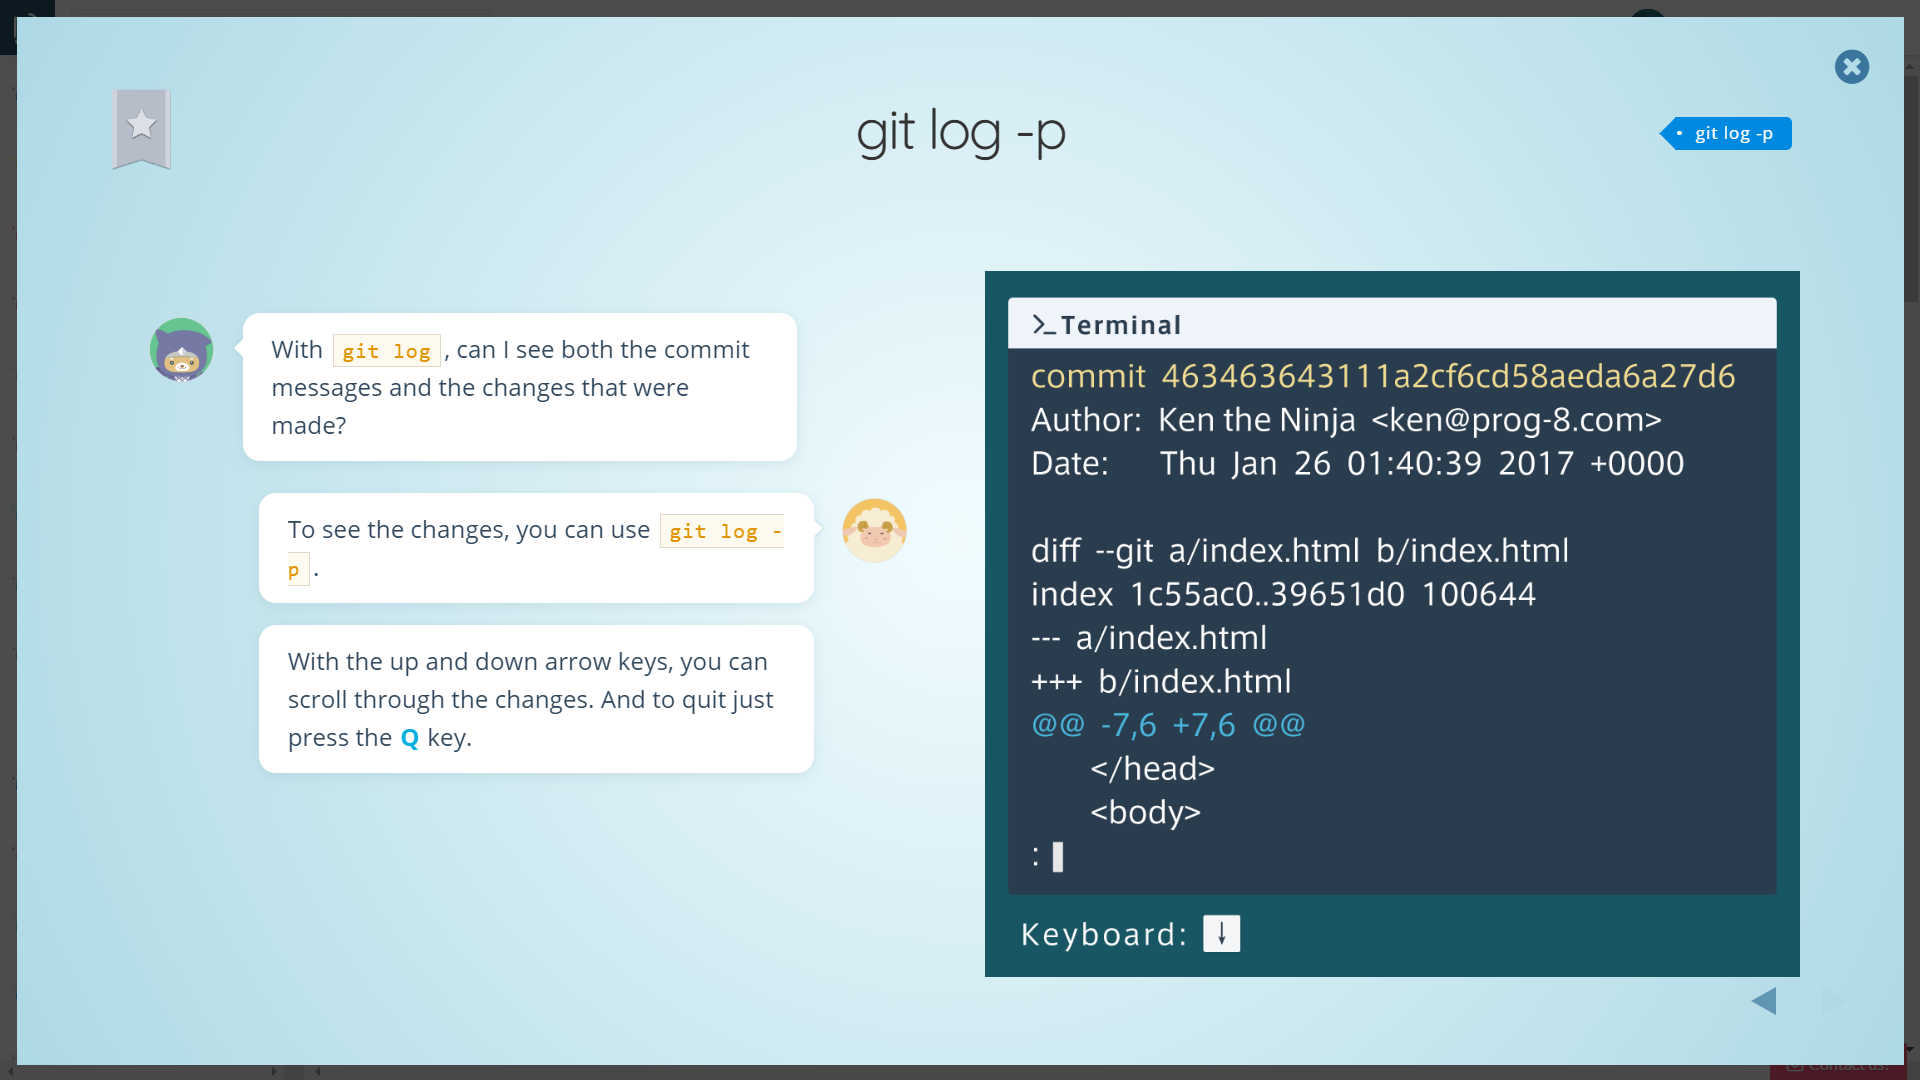 git log -p
git log -p
With git log , can I see both the commit
messages and the changes that were
made?
To see the changes, you can use git log -
p .
With the up and down arrow keys, you can
scroll through the changes. And to quit just
press the Q key.
>_Terminal
commit 463463643111a2cf6cd58aeda6a27d6
Author: Ken the Ninja <ken@prog-8.com>
Date: Thu Jan 26 01:40:39 2017 +0000
diff --git a/index.html b/index.html
index 1c55ac0..39651d0 100644
--- a/index.html
+++ b/index.html
@@ -7,6 +7,6 @@
</head>
<body>
:
Keyboard: ↓
Contact us!